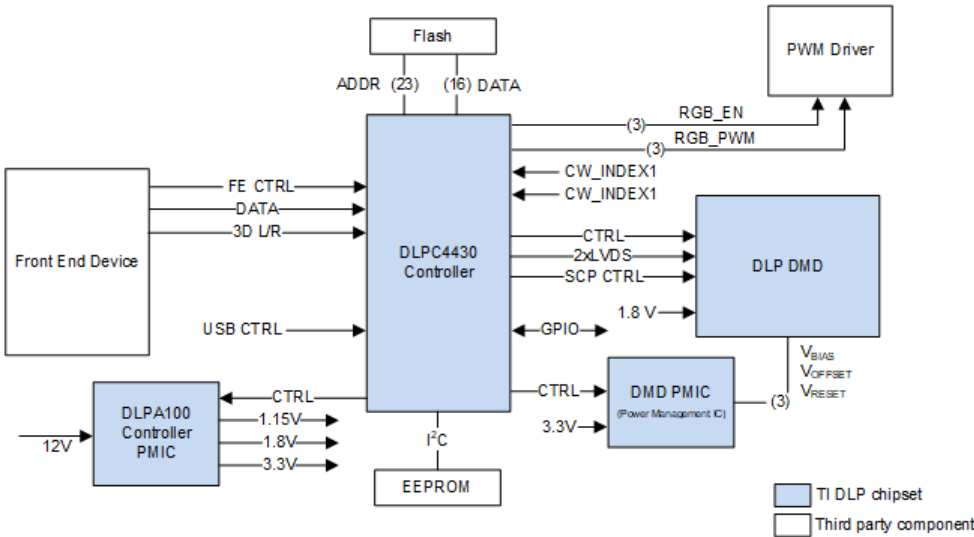 Flash
PWM Driver
ADDR (23)
(16) DATA
RGB_EN
(3)
RGB_PWM
(3)
FE CTRL
DATA
3D L/R
Front End Device
USB CTRL
DLPC4430
Controller
CW_INDEX1
CW_INDEX1
CTRL
2xLVDS
SCP CTRL
DLP DMD
1.8 V
GPIO
VBIAS
VOFFSET
VRESET
(3)
CTRL
DMD PMIC
(Power Management IC)
3.3V
CTRL
DLPA100
Controller
PMIC
12V
1.15V
1.8V
3.3V
I²C
EEPROM
TI DLP chipset
Third party component